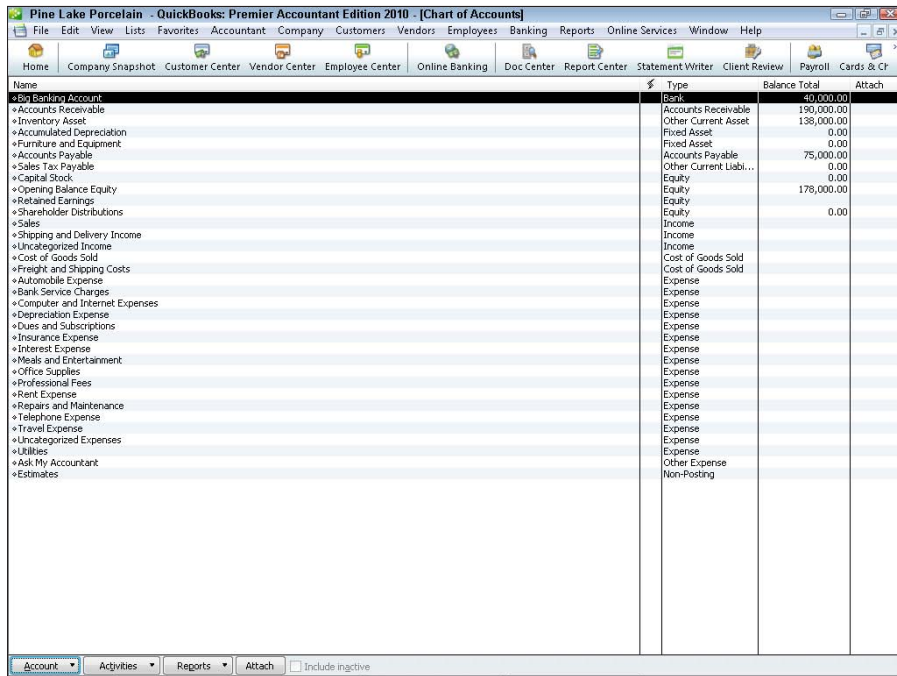 Pine Lake Porcelain - QuickBooks: Premier Accountant Edition 2010 - [Chart of Accounts]
File Edit View Lists Favorites Accountant Company Customers Vendors Employees Banking Reports Online Services Window Help
Home Company Snapshot Customer Center Vendor Center Employee Center Online Banking Doc Center Report Center Statement Writer Client Review Payroll Cards & Ch
Name Type Balance Total Attach
Big Banking Account Bank 40,000.00
Accounts Receivable Accounts Receivable 190,000.00
Inventory Asset Other Current Asset 138,000.00
Accumulated Depreciation Fixed Asset 0.00
Furniture and Equipment Fixed Asset 0.00
Accounts Payable Accounts Payable 75,000.00
Sales Tax Payable Other Current Liabi... 0.00
Capital Stock Equity 0.00
Opening Balance Equity Equity 178,000.00
Retained Earnings Equity
Shareholder Distributions Equity 0.00
Sales Income
Shipping and Delivery Income Income
Uncategorized Income Income
Cost of Goods Sold Cost of Goods Sold
Freight and Shipping Costs Cost of Goods Sold
Automobile Expense Expense
Bank Service Charges Expense
Computer and Internet Expenses Expense
Depreciation Expense Expense
Dues and Subscriptions Expense
Insurance Expense Expense
Interest Expense Expense
Meals and Entertainment Expense
Office Supplies Expense
Professional Fees Expense
Rent Expense Expense
Repairs and Maintenance Expense
Telephone Expense Expense
Travel Expense Expense
Uncategorized Expenses Expense
Utilities Expense
Ask My Accountant Other Expense
Estimates Non-Posting
Account Activities Reports Attach Include inactive